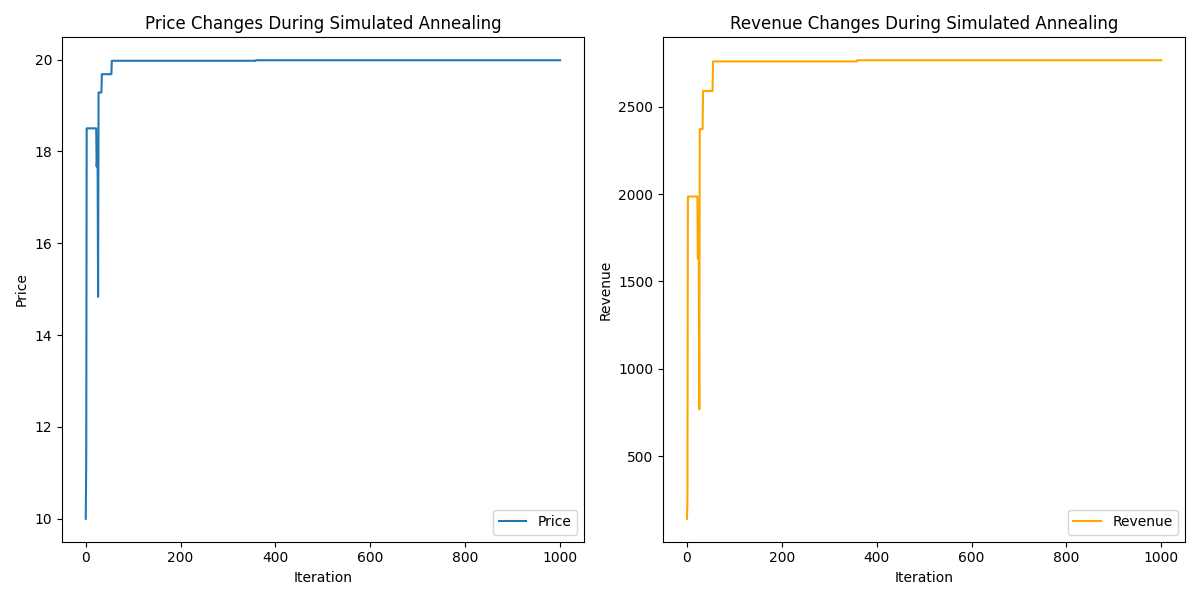 Price Changes During Simulated Annealing
20
18
16
14
12
10
Price
0
200
400
600
800
1000
Iteration
Price
Revenue Changes During Simulated Annealing
2500
2000
1500
1000
500
Revenue
0
200
400
600
800
1000
Iteration
Revenue